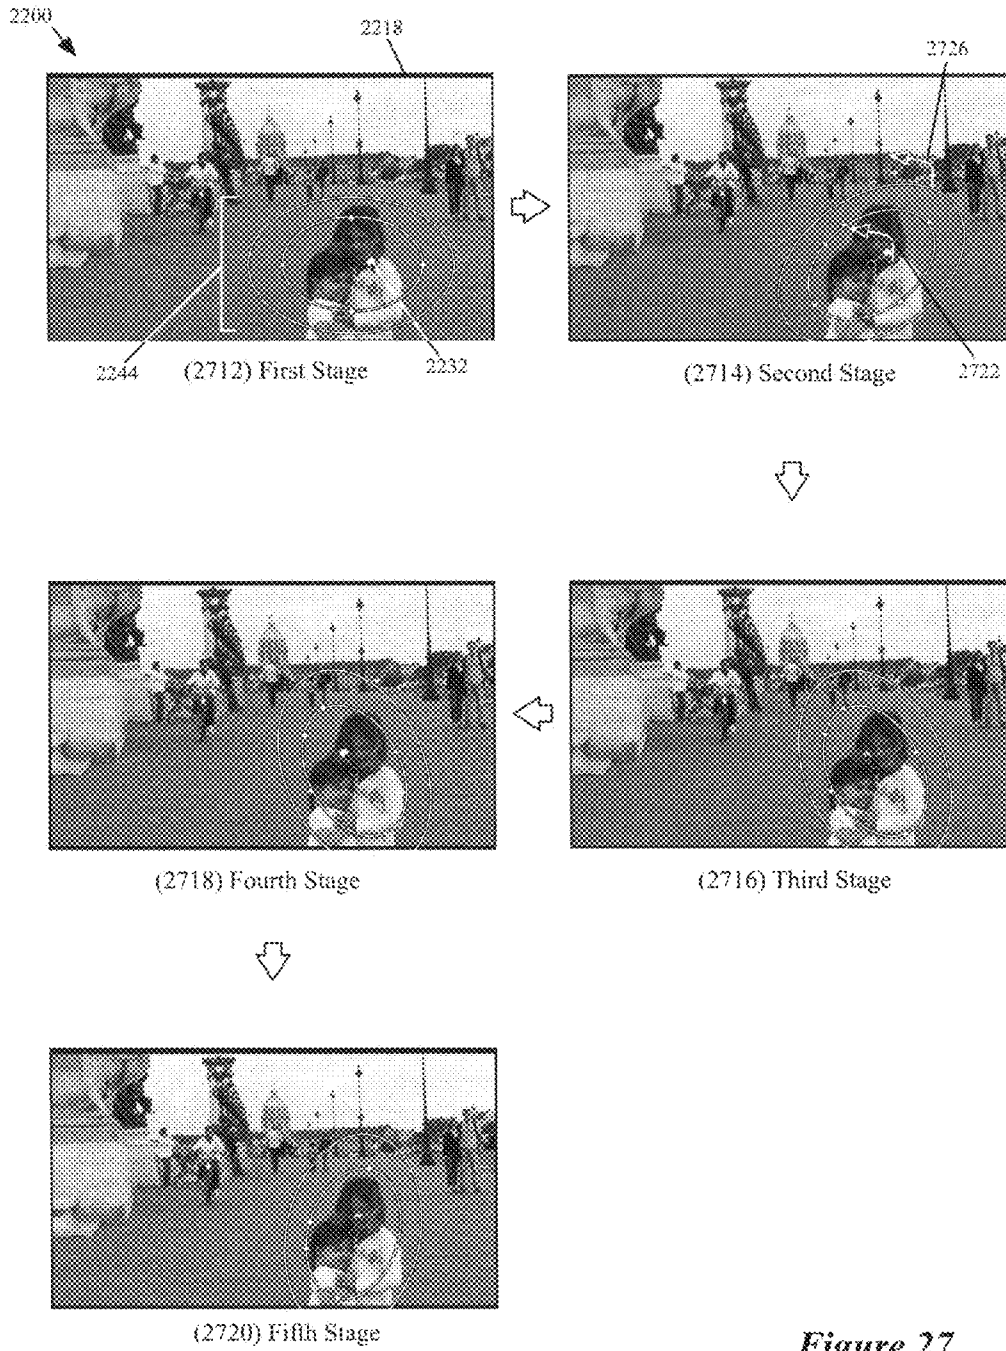 2200
2218
2726
2244
(2712) First Stage
2232
(2714) Second Stage
2722
(2718) Fourth Stage
(2716) Third Stage
(2720) Fifth Stage
Figure 27